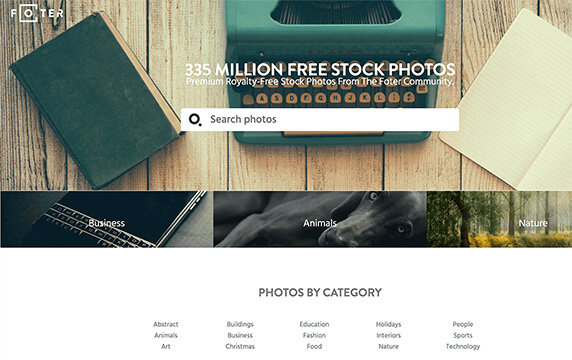 FOTER
335 MILLION FREE STOCK PHOTOS
Premium Royalty-Free Stock Photos From The Foter Community.
Search photos
Business
Animals
Nature
PHOTOS BY CATEGORY
Abstract Buildings Education Holidays People
Animals Business Fashion Interiors Sports
Art Christmas Food Nature Technology